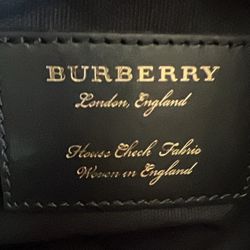 BURBERRY
London, England
House Check Fabric
Woven in England